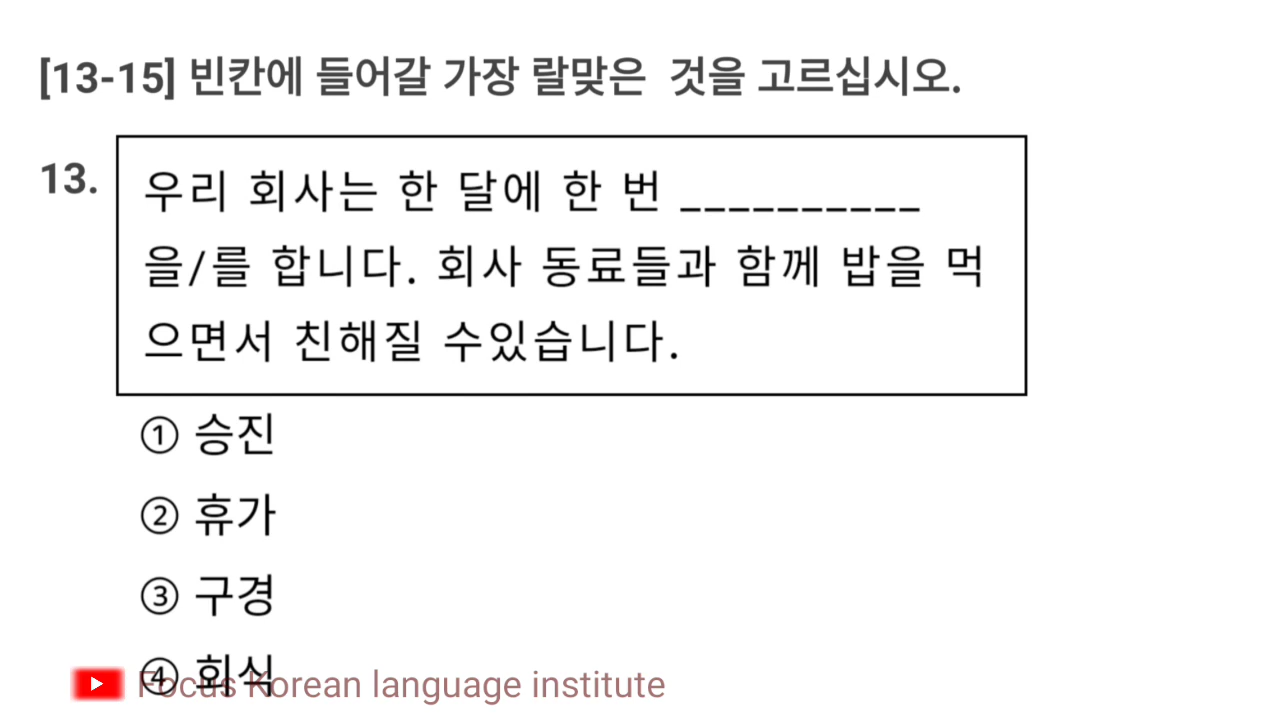 [13-15] 빈칸에 들어갈 가장 랄맞은 것을 고르십시오.
13.
우리 회사는 한 달에 한 번 __________
을/를 합니다. 회사 동료들과 함께 밥을 먹
으면서 친해질 수있습니다.
① 승진
② 휴가
③ 구경
④ 회식
Focus Korean language institute